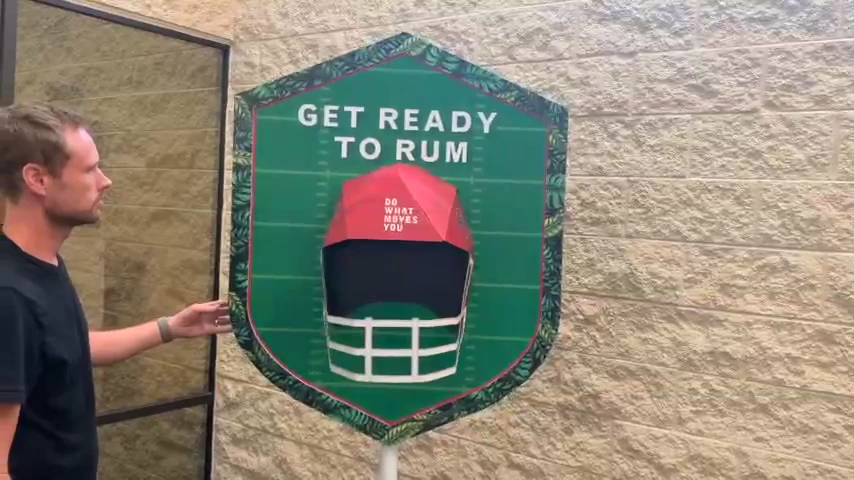 GET READY
TO RUM
DO
WHAT
MOVES
YOU